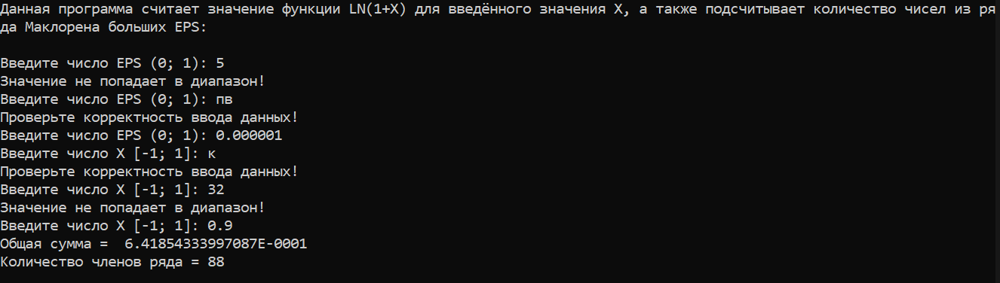 Данная программа считает значение функции LN(1+X) для введённого значения X, а также подсчитывает количество чисел из ря
да Маклорена больших EPS:
Введите число EPS (0; 1): 5
Значение не попадает в диапазон!
Введите число EPS (0; 1): пв
Проверьте корректность ввода данных!
Введите число EPS (0; 1): 0.000001
Введите число X [-1; 1]: к
Проверьте корректность ввода данных!
Введите число X [-1; 1]: 32
Значение не попадает в диапазон!
Введите число X [-1; 1]: 0.9
Общая сумма =  6.41854333997087E-0001
Количество членов ряда = 88